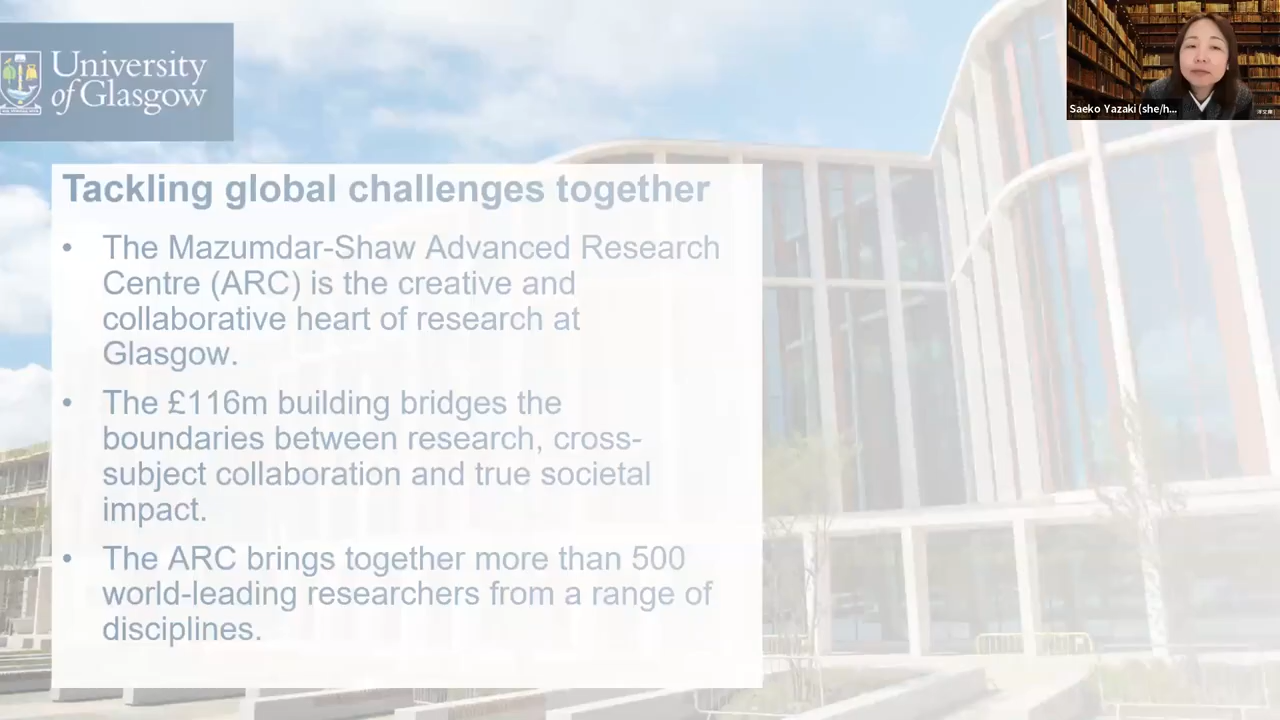 University
of Glasgow
Saeko Yazaki (she/h...
Tackling global challenges together
• The Mazumdar-Shaw Advanced Research
Centre (ARC) is the creative and
collaborative heart of research at
Glasgow.
• The £116m building bridges the
boundaries between research, cross-
subject collaboration and true societal
impact.
• The ARC brings together more than 500
world-leading researchers from a range of
disciplines.